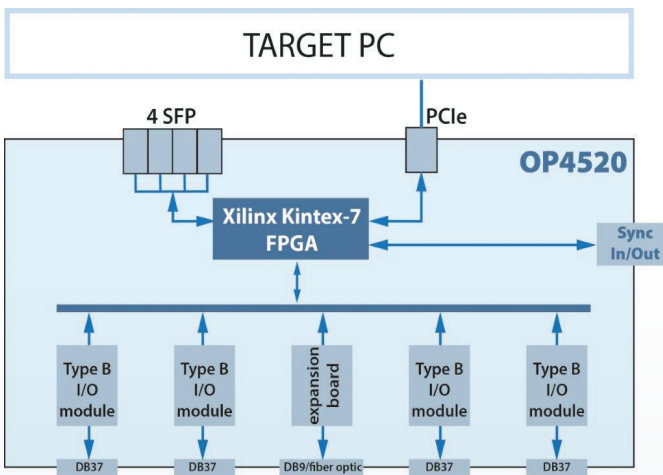 TARGET PC
4 SFP
PCIe
OP4520
Xilinx Kintex-7
FPGA
Sync
In/Out
Type B
I/O
module
Type B
I/O
module
expansion
board
Type B
I/O
module
Type B
I/O
module
DB37
DB37
DB9/fiber optic
DB37
DB37